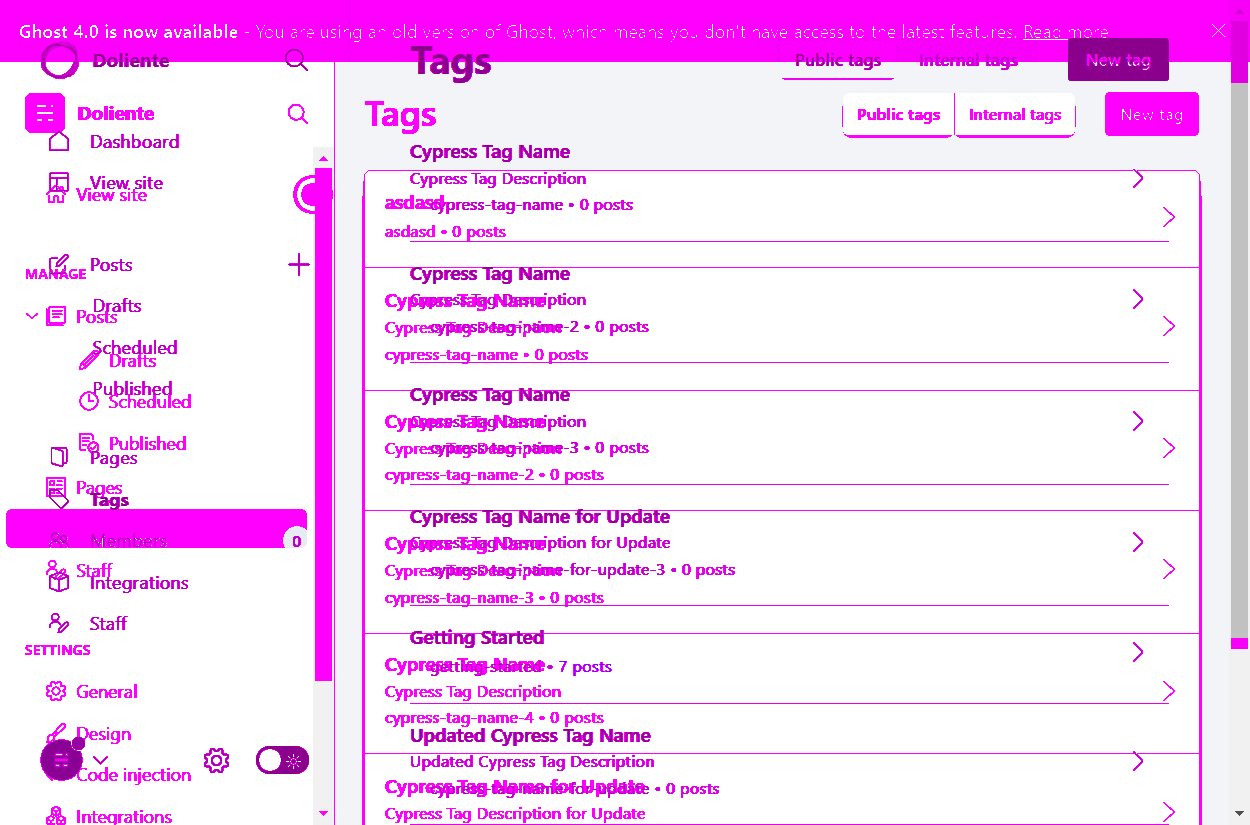 Ghost 4.0 is now available - You are using an old version of Ghost, which means you don't have access to the latest features. Read more
Doliente
Tags
Public tags
Internal tags
New tag
Doliente
Tags
Public tags
Internal tags
New tag
Dashboard
View site
View site
MANAGE
Posts
Drafts
Posts
Scheduled
Drafts
Published
Scheduled
Published
Pages
Pages
Tags
Members
0
Staff
Integrations
Staff
SETTINGS
General
Design
Code injection
Integrations
Cypress Tag Name
Cypress Tag Description
asdasd
cypress-tag-name • 0 posts
asdasd • 0 posts
Cypress Tag Name
Cypress Tag Name
Cypress Tag Description
Cypress Tag Description
cypress-tag-name-2 • 0 posts
cypress-tag-name • 0 posts
Cypress Tag Name
Cypress Tag Name
Cypress Tag Description
Cypress Tag Description
cypress-tag-name-3 • 0 posts
cypress-tag-name-2 • 0 posts
Cypress Tag Name for Update
Cypress Tag Name
Cypress Tag Description for Update
Cypress Tag Description
cypress-tag-name-for-update-3 • 0 posts
cypress-tag-name-3 • 0 posts
Getting Started
Cypress Tag Name
getting-started • 7 posts
Cypress Tag Description
cypress-tag-name-4 • 0 posts
Updated Cypress Tag Name
Updated Cypress Tag Description
Cypress Tag Name for Update
cypress-tag-name-for-update • 0 posts
Cypress Tag Description for Update